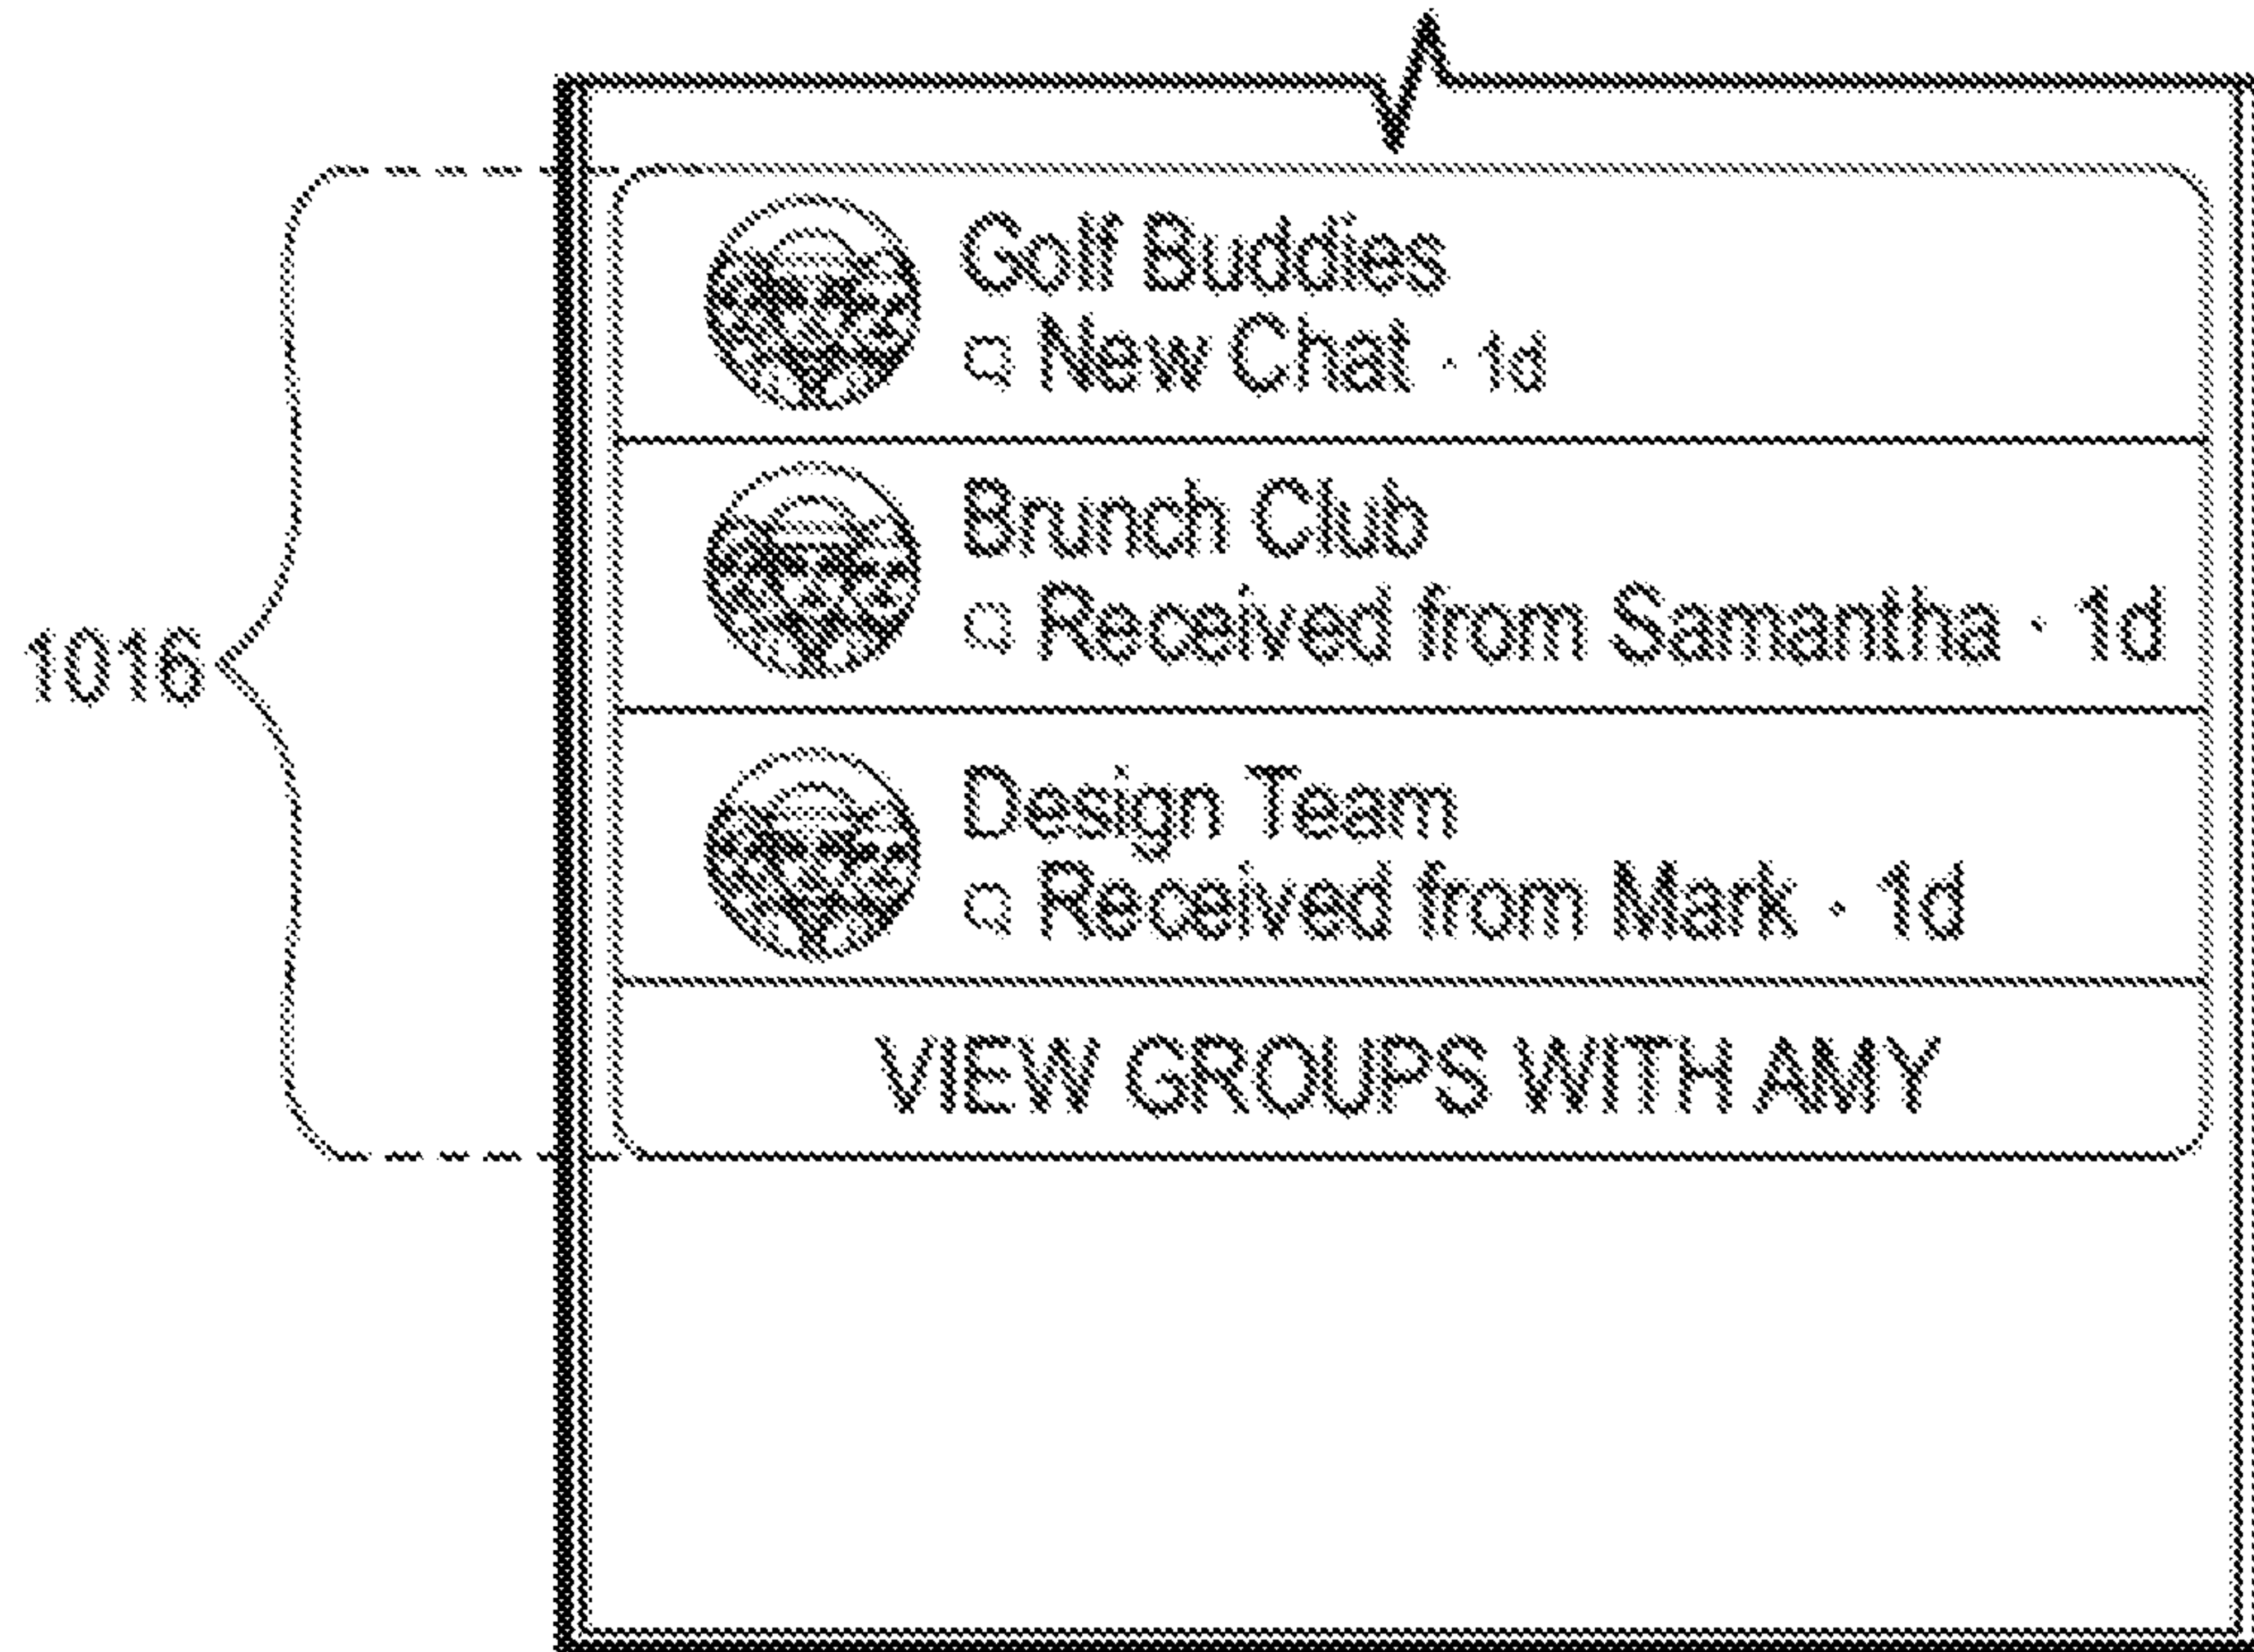 Golf Buddies
New Chat · 1d
Brunch Club
Received from Samantha · 1d
1016
Design Team
Received from Mark · 1d
VIEW GROUPS WITH AMY